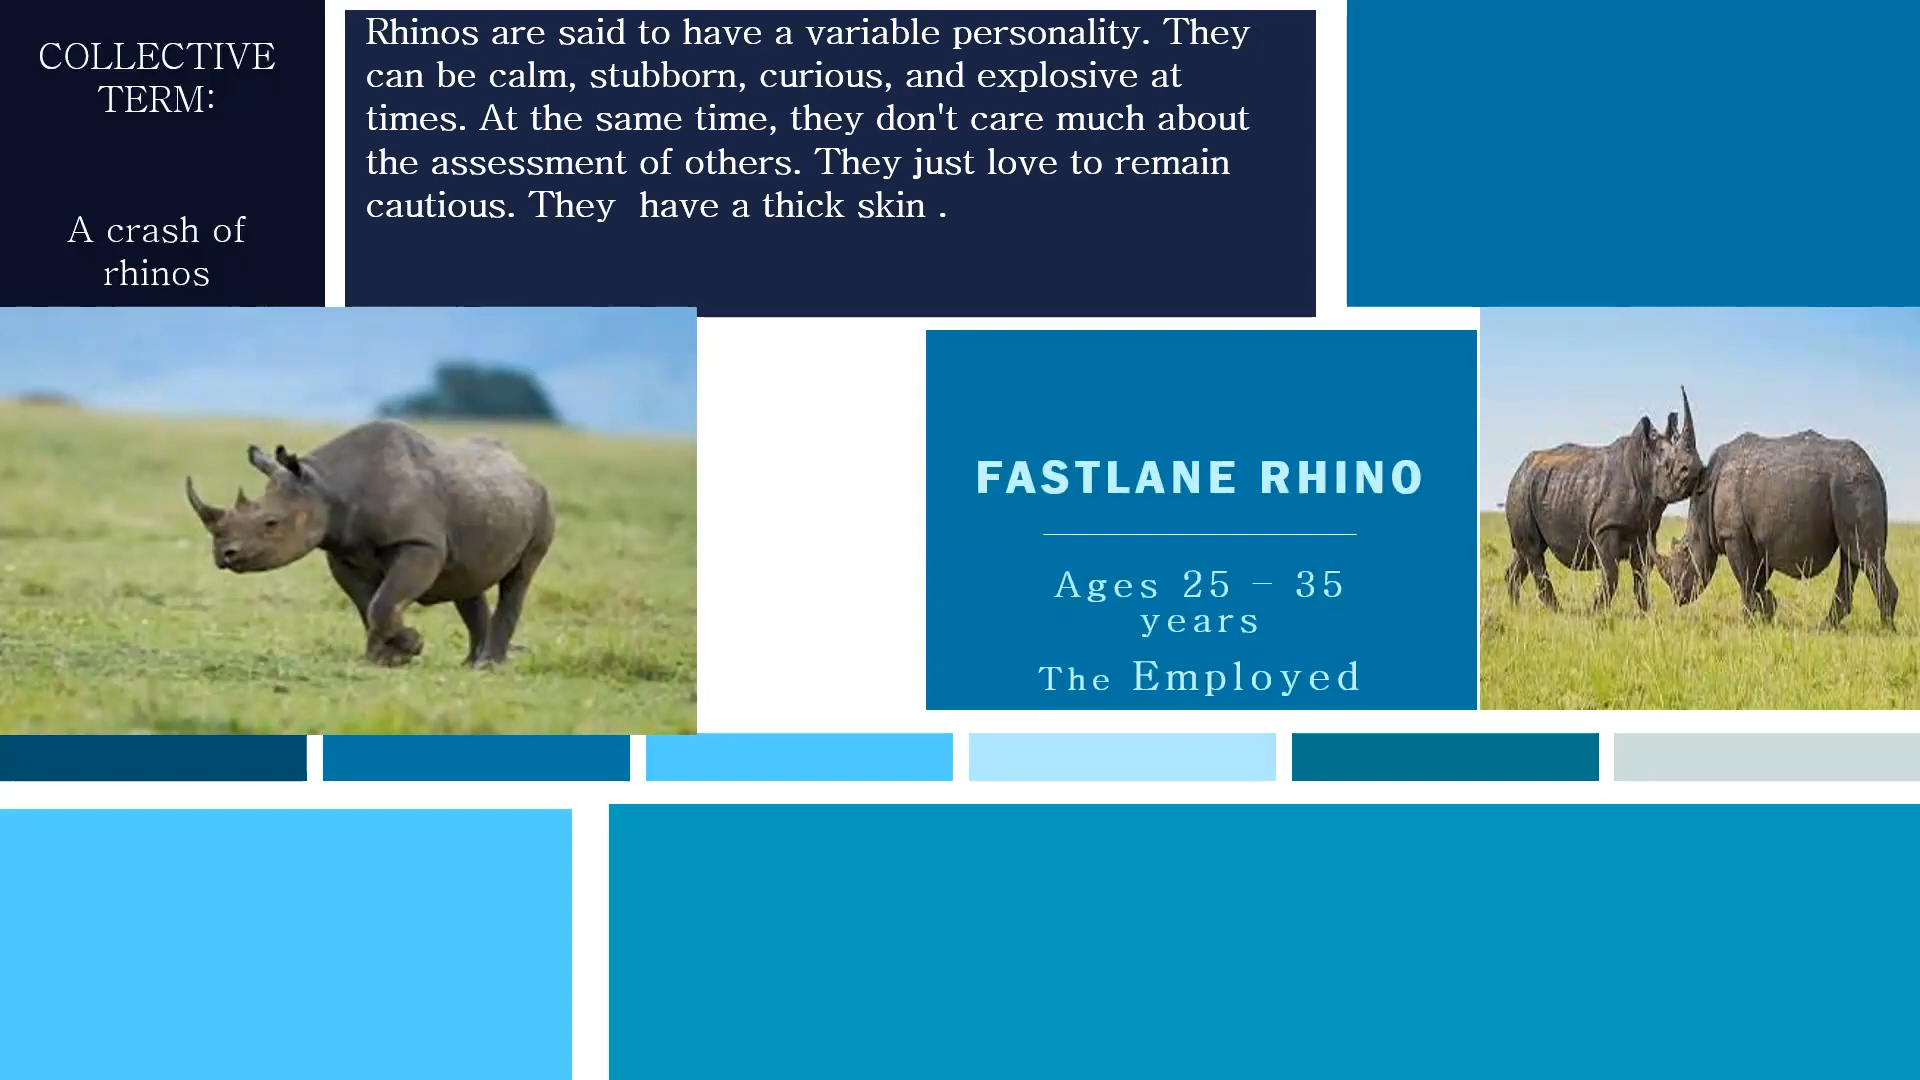 COLLECTIVE
TERM:
A crash of
rhinos
Rhinos are said to have a variable personality. They
can be calm, stubborn, curious, and explosive at
times. At the same time, they don't care much about
the assessment of others. They just love to remain
cautious. They  have a thick skin .
FASTLANE RHINO
Ages 25 – 35
years
The Employed